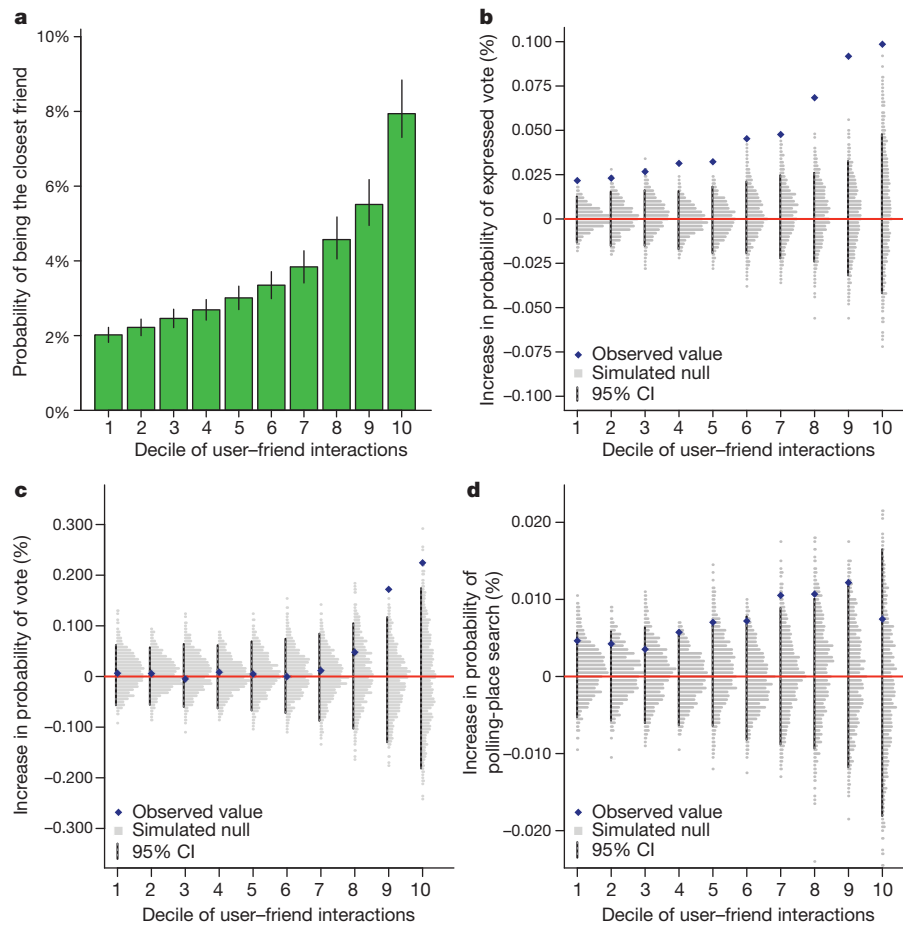 a
Probability of being the closest friend
10%
8%
6%
4%
2%
0%
1 2 3 4 5 6 7 8 9 10
Decile of user–friend interactions
b
Increase in probability of expressed vote (%)
0.100
0.075
0.050
0.025
0
–0.025
–0.050
–0.075
–0.100
Observed value
Simulated null
95% CI
1 2 3 4 5 6 7 8 9 10
Decile of user–friend interactions
c
Increase in probability of vote (%)
0.300
0.200
0.100
0
–0.100
–0.200
–0.300
Observed value
Simulated null
95% CI
1 2 3 4 5 6 7 8 9 10
Decile of user–friend interactions
d
Increase in probability of
polling-place search (%)
0.020
0.010
0
–0.010
–0.020
Observed value
Simulated null
95% CI
1 2 3 4 5 6 7 8 9 10
Decile of user–friend interactions